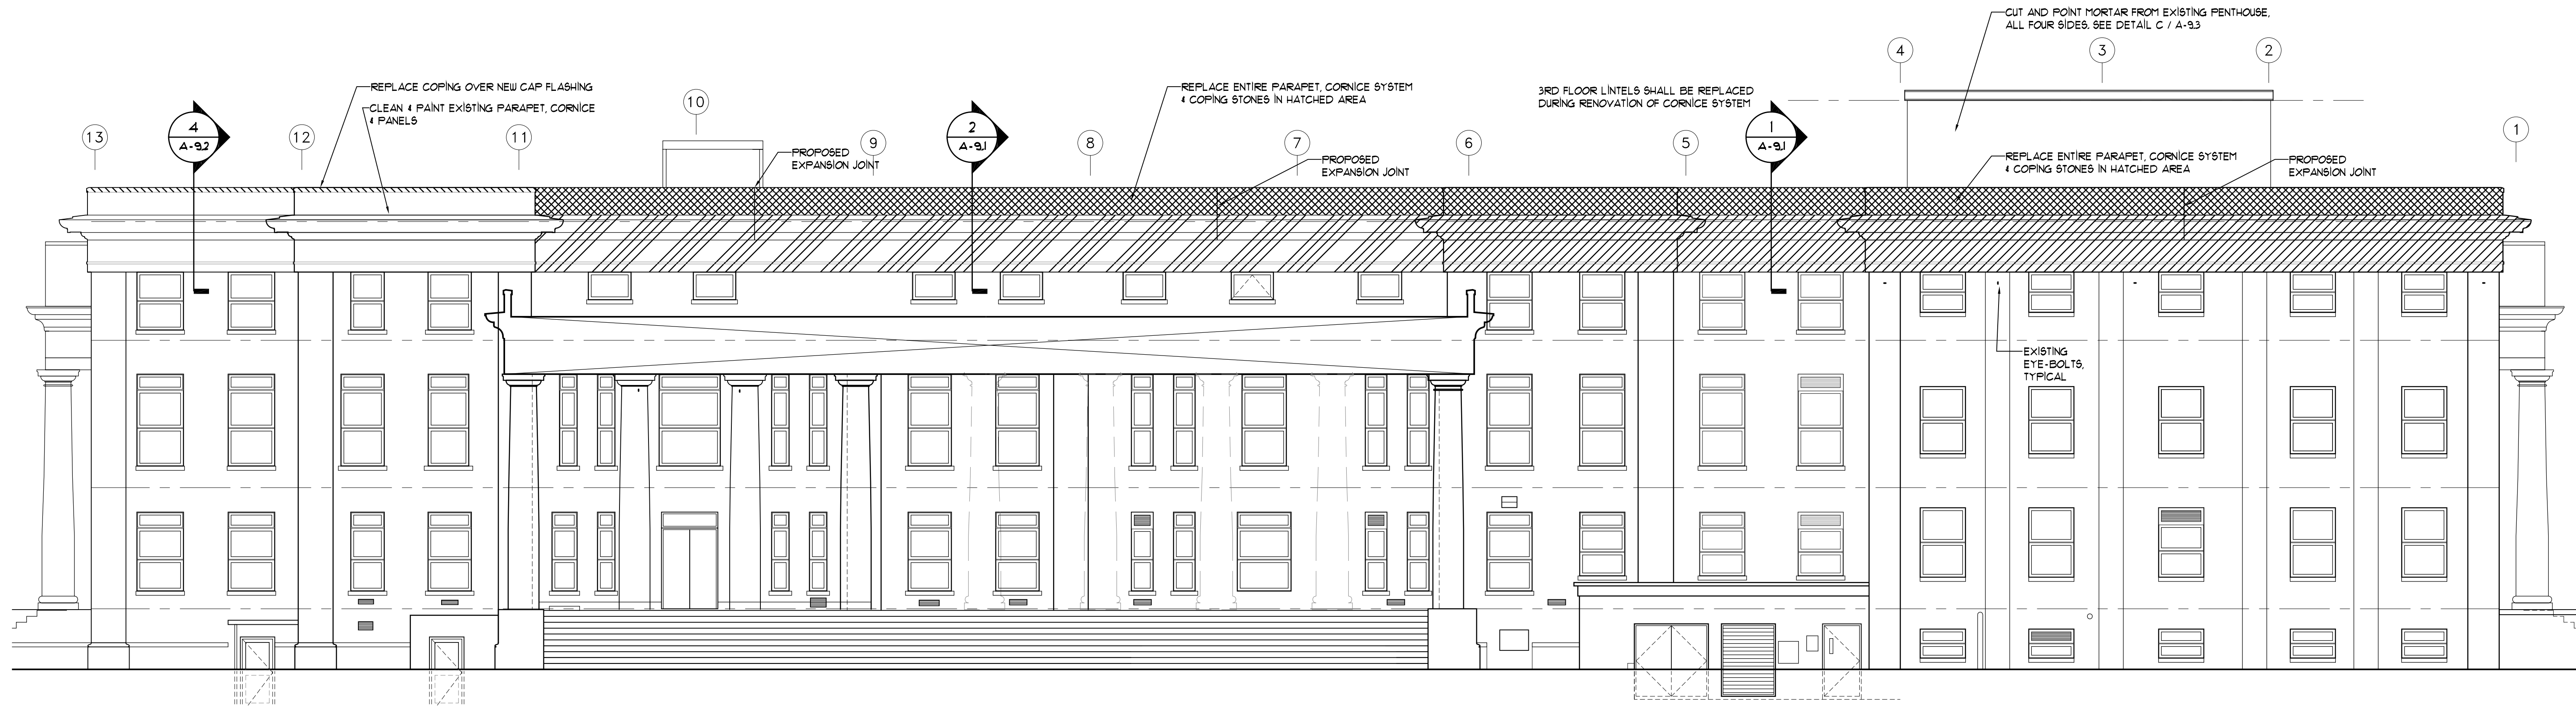 CUT AND POINT MORTAR FROM EXISTING PENTHOUSE,
ALL FOUR SIDES. SEE DETAIL C / A-9.3
4
3
2
REPLACE COPING OVER NEW CAP FLASHING
CLEAN & PAINT EXISTING PARAPET, CORNICE
& PANELS
10
REPLACE ENTIRE PARAPET, CORNICE SYSTEM
& COPING STONES IN HATCHED AREA
3RD FLOOR LINTELS SHALL BE REPLACED
DURING RENOVATION OF CORNICE SYSTEM
13
4
A-9.2
12
11
9
2
A-9.1
8
7
6
5
1
A-9.1
1
PROPOSED
EXPANSION JOINT
PROPOSED
EXPANSION JOINT
REPLACE ENTIRE PARAPET, CORNICE SYSTEM
& COPING STONES IN HATCHED AREA
PROPOSED
EXPANSION JOINT
EXISTING
EYE-BOLTS,
TYPICAL